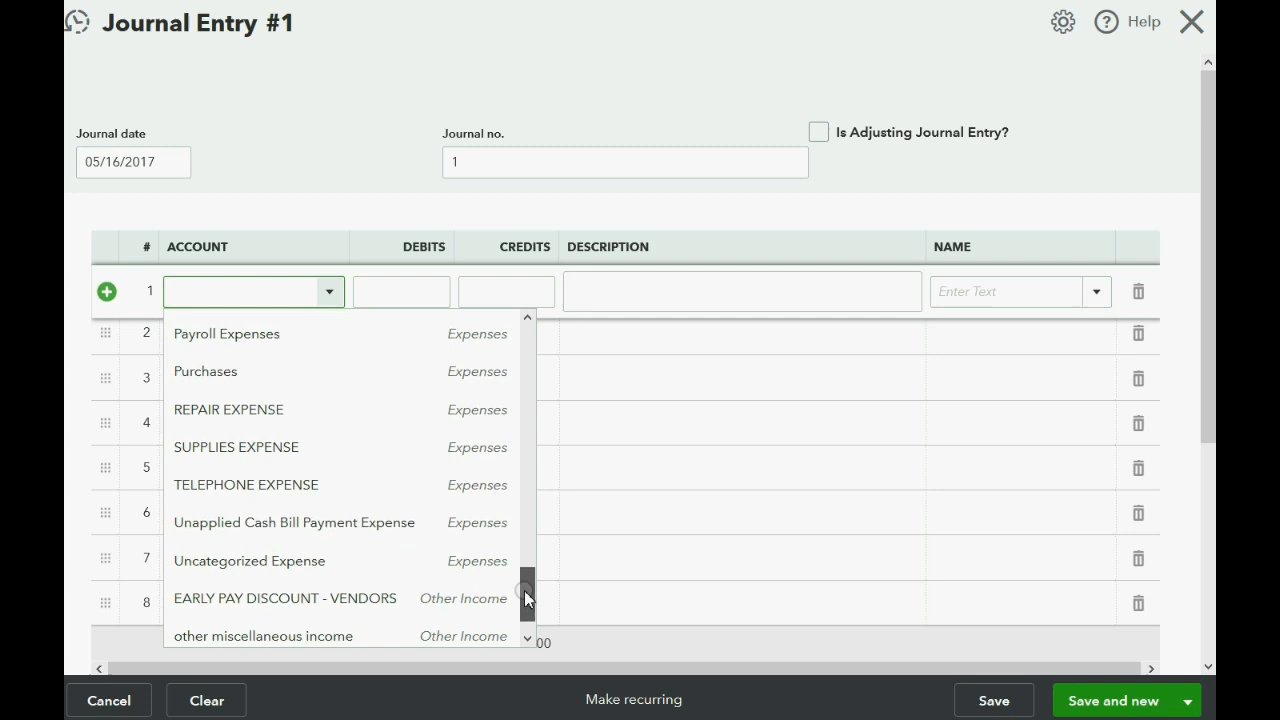 Journal Entry #1
Help
Journal date
Journal no.
Is Adjusting Journal Entry?
05/16/2017
1
# ACCOUNT DEBITS CREDITS DESCRIPTION NAME
1 Enter Text
2
Payroll Expenses Expenses
Purchases Expenses
3
REPAIR EXPENSE Expenses
4
SUPPLIES EXPENSE Expenses
5
TELEPHONE EXPENSE Expenses
6
Unapplied Cash Bill Payment Expense Expenses
7
Uncategorized Expense Expenses
8
EARLY PAY DISCOUNT - VENDORS Other Income
other miscellaneous income Other Income
00
Cancel Clear Make recurring Save Save and new